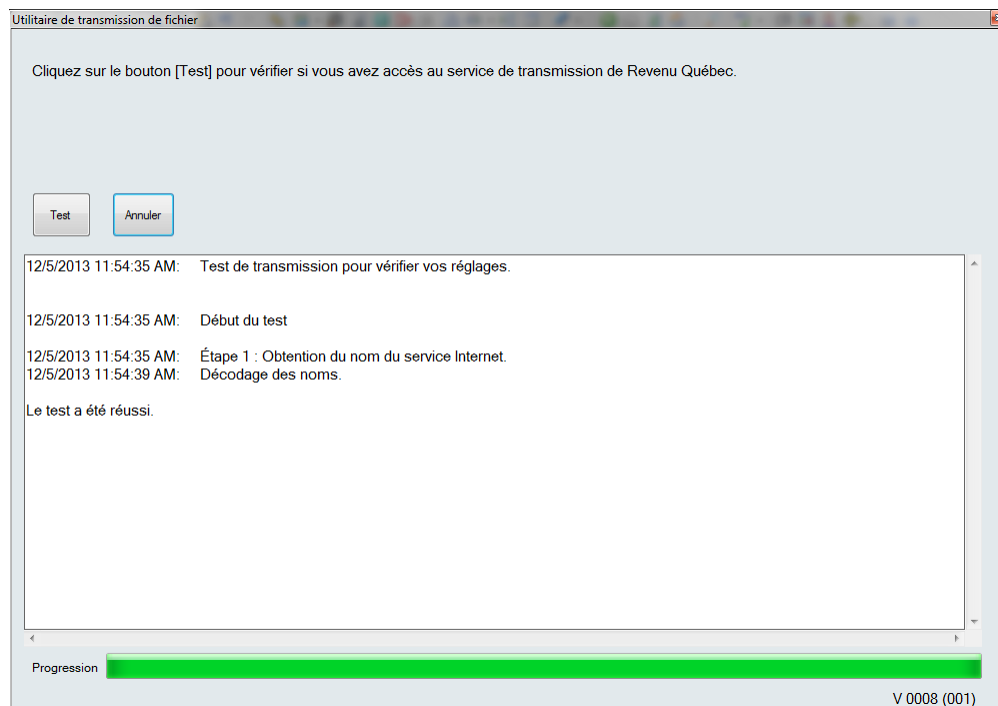 Utilitaire de transmission de fichier
Cliquez sur le bouton [Test] pour vérifier si vous avez accès au service de transmission de Revenu Québec.
Test
Annuler
12/5/2013 11:54:35 AM: Test de transmission pour vérifier vos réglages.
12/5/2013 11:54:35 AM: Début du test
12/5/2013 11:54:35 AM: Étape 1 : Obtention du nom du service Internet.
12/5/2013 11:54:39 AM: Décodage des noms.
Le test a été réussi.
Progression
V 0008 (001)